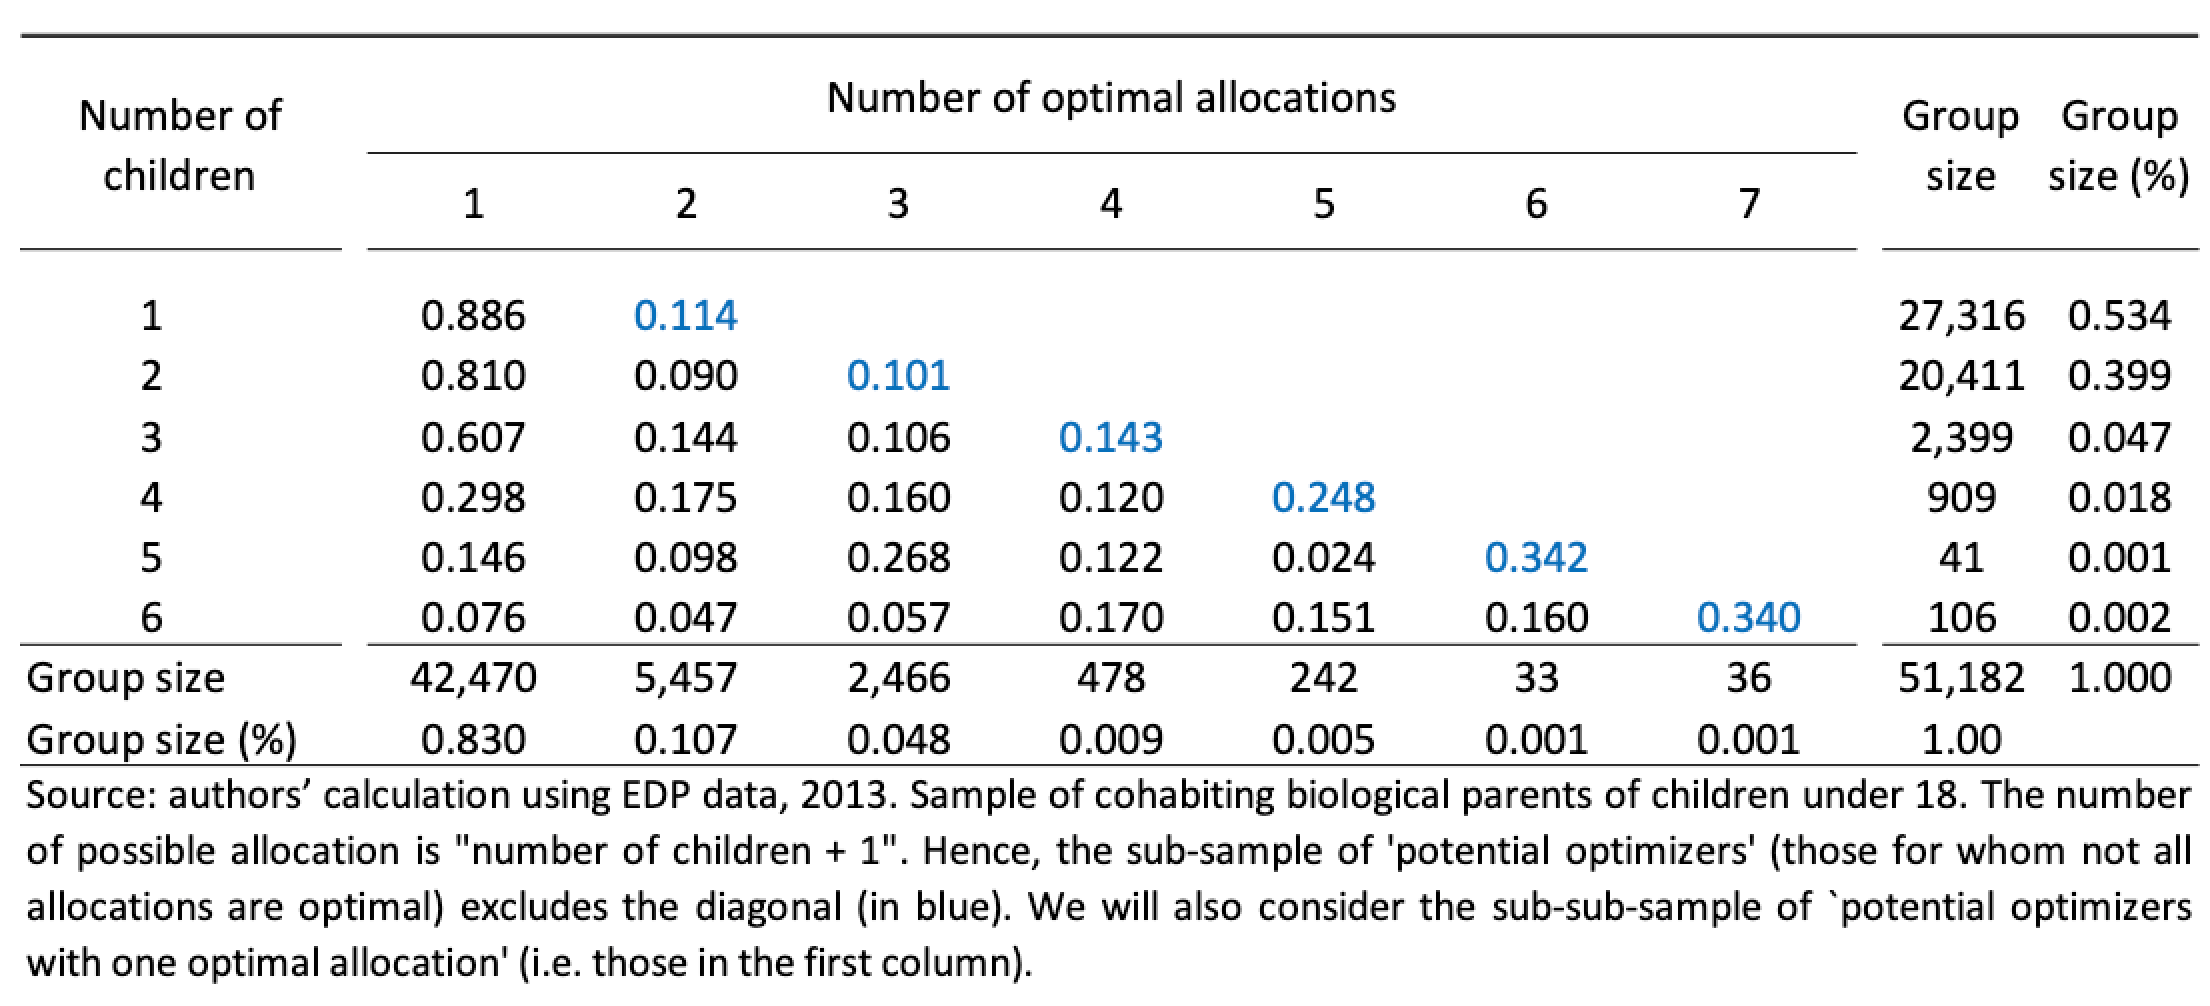 Number of children Number of optimal allocations Group size Group size (%)
1 2 3 4 5 6 7
1 0.886 0.114 27,316 0.534
2 0.810 0.090 0.101 20,411 0.399
3 0.607 0.144 0.106 0.143 2,399 0.047
4 0.298 0.175 0.160 0.120 0.248 909 0.018
5 0.146 0.098 0.268 0.122 0.024 0.342 41 0.001
6 0.076 0.047 0.057 0.170 0.151 0.160 0.340 106 0.002
Group size 42,470 5,457 2,466 478 242 33 36 51,182 1.000
Group size (%) 0.830 0.107 0.048 0.009 0.005 0.001 0.001 1.00
Source: authors’ calculation using EDP data, 2013. Sample of cohabiting biological parents of children under 18. The number
of possible allocation is "number of children + 1". Hence, the sub-sample of 'potential optimizers' (those for whom not all
allocations are optimal) excludes the diagonal (in blue). We will also consider the sub-sub-sample of `potential optimizers
with one optimal allocation' (i.e. those in the first column).